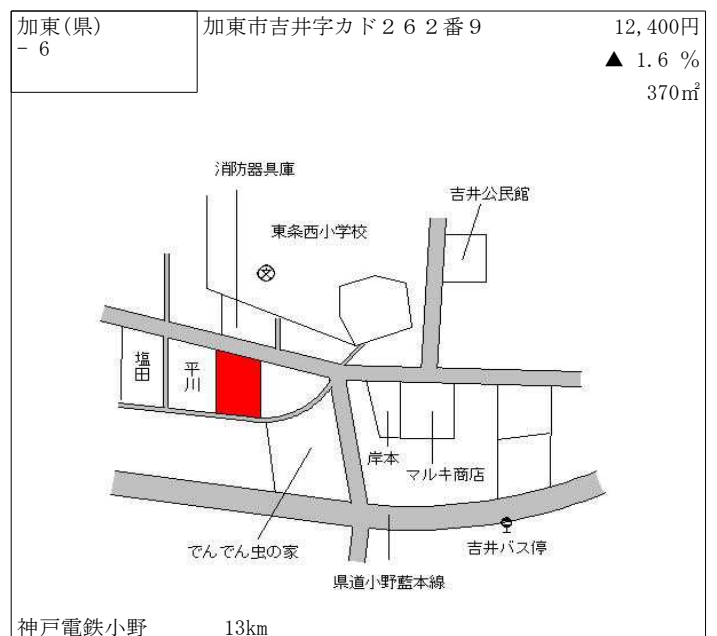 加東(県)
- 6
加東市吉井字カド２６２番９
12,400円
▲ 1.6 %
370㎡
消防器具庫
吉井公民館
東条西小学校
文
塩田
平川
岸本
マルキ商店
でんでん虫の家
吉井バス停
県道小野藍本線
神戸電鉄小野 13km